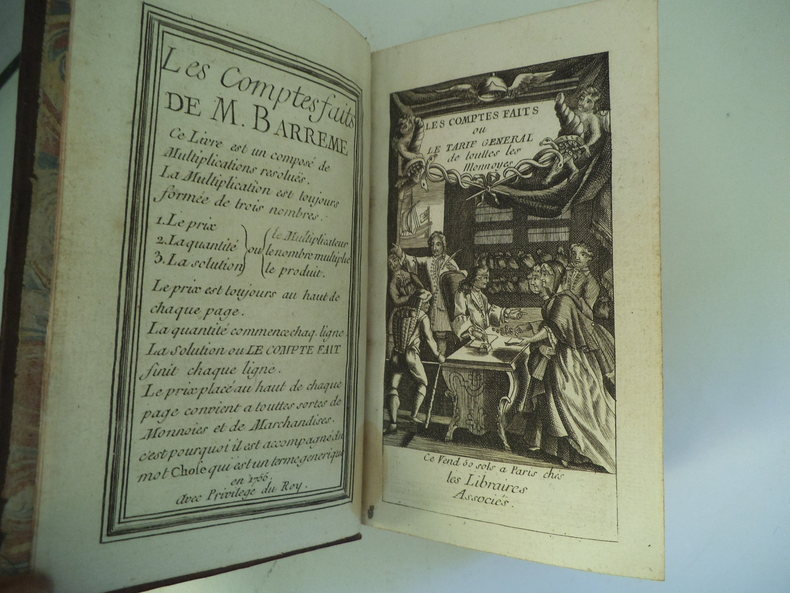 Les Comptes faits
DE M. BARREME
Ce Livre est un composé de
Multiplications resolues.
La Multiplication est toujours
formée de trois nombres.
1. Le prix
2. La quantité
3. La solution
ou
le Multiplicateur
le nombre multiplié
le produit.
Le prix est toujours au haut de
chaque page.
La quantité commence chaq. ligne.
La solution ou LE COMPTE FAIT
finit chaque ligne.
Le prix placé au haut de chaque
page convient a touttes sortes de
Monnoies et de Marchandises.
c'est pourquoi il est accompagné du
mot Chose qui est un terme generique
en 1755.
Avec Privilege du Roy.
LES COMPTES FAITS
ou
LE TARIF GENERAL
de touttes les
Monnoyes
Ce Vend 50 sols a Paris chés
les Libraires
Associés.